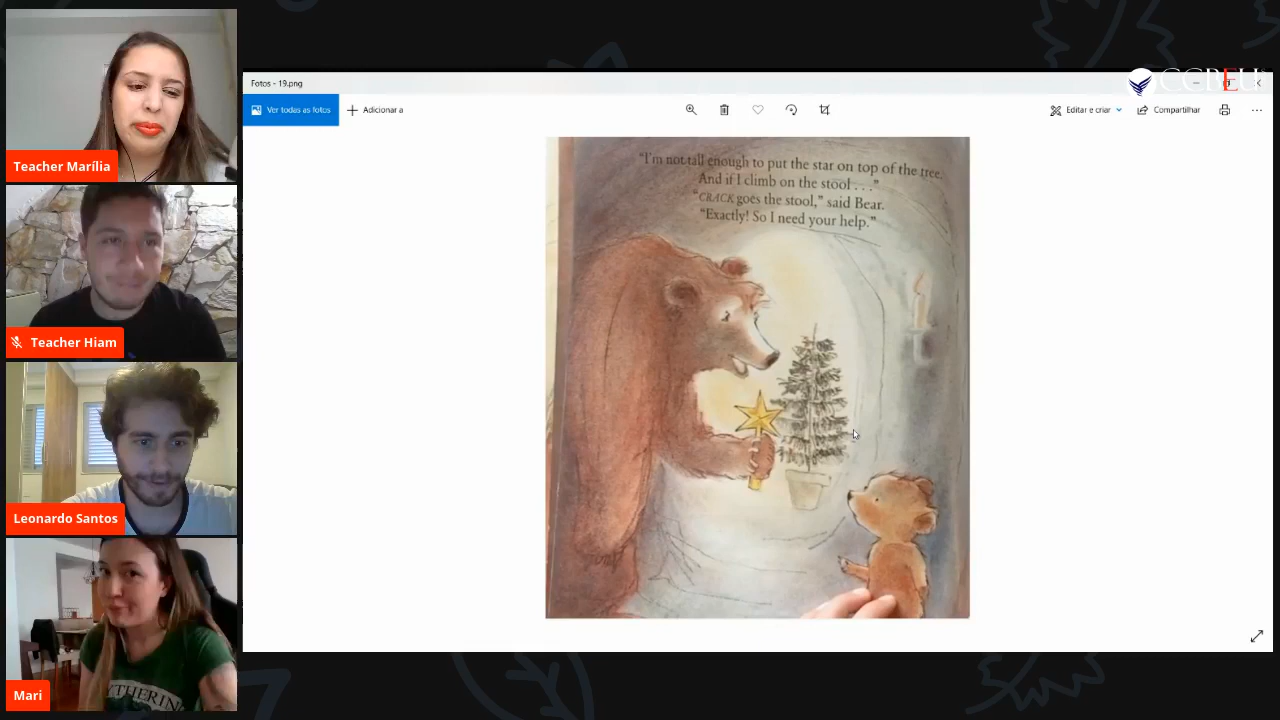 Teacher Marília
Teacher Hiam
Leonardo Santos
Mari
CCBEU
Fotos - 19.png
Ver todas as fotos
Adicionar a
Editar e criar
Compartilhar
"I'm not tall enough to put the star on top of the tree.
And if I climb on the stool . . ."
"CRACK goes the stool," said Bear.
"Exactly! So I need your help."